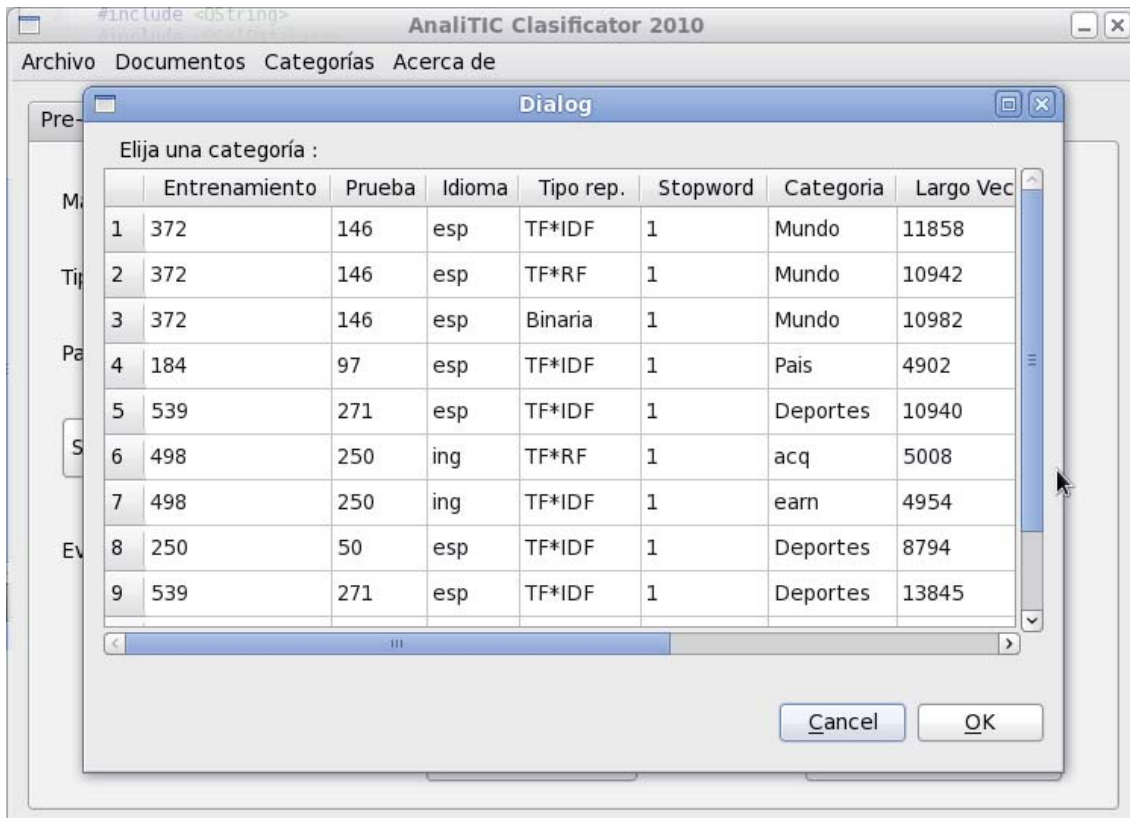 #include <QString>
AnaliTIC Clasificator 2010
Archivo Documentos Categorías Acerca de
Dialog
Pre-
Elija una categoría :
Entrenamiento Prueba Idioma Tipo rep. Stopword Categoria Largo Vec
1 372 146 esp TF*IDF 1 Mundo 11858
2 372 146 esp TF*RF 1 Mundo 10942
3 372 146 esp Binaria 1 Mundo 10982
4 184 97 esp TF*IDF 1 Pais 4902
5 539 271 esp TF*IDF 1 Deportes 10940
6 498 250 ing TF*RF 1 acq 5008
7 498 250 ing TF*IDF 1 earn 4954
8 250 50 esp TF*IDF 1 Deportes 8794
9 539 271 esp TF*IDF 1 Deportes 13845
Cancel OK